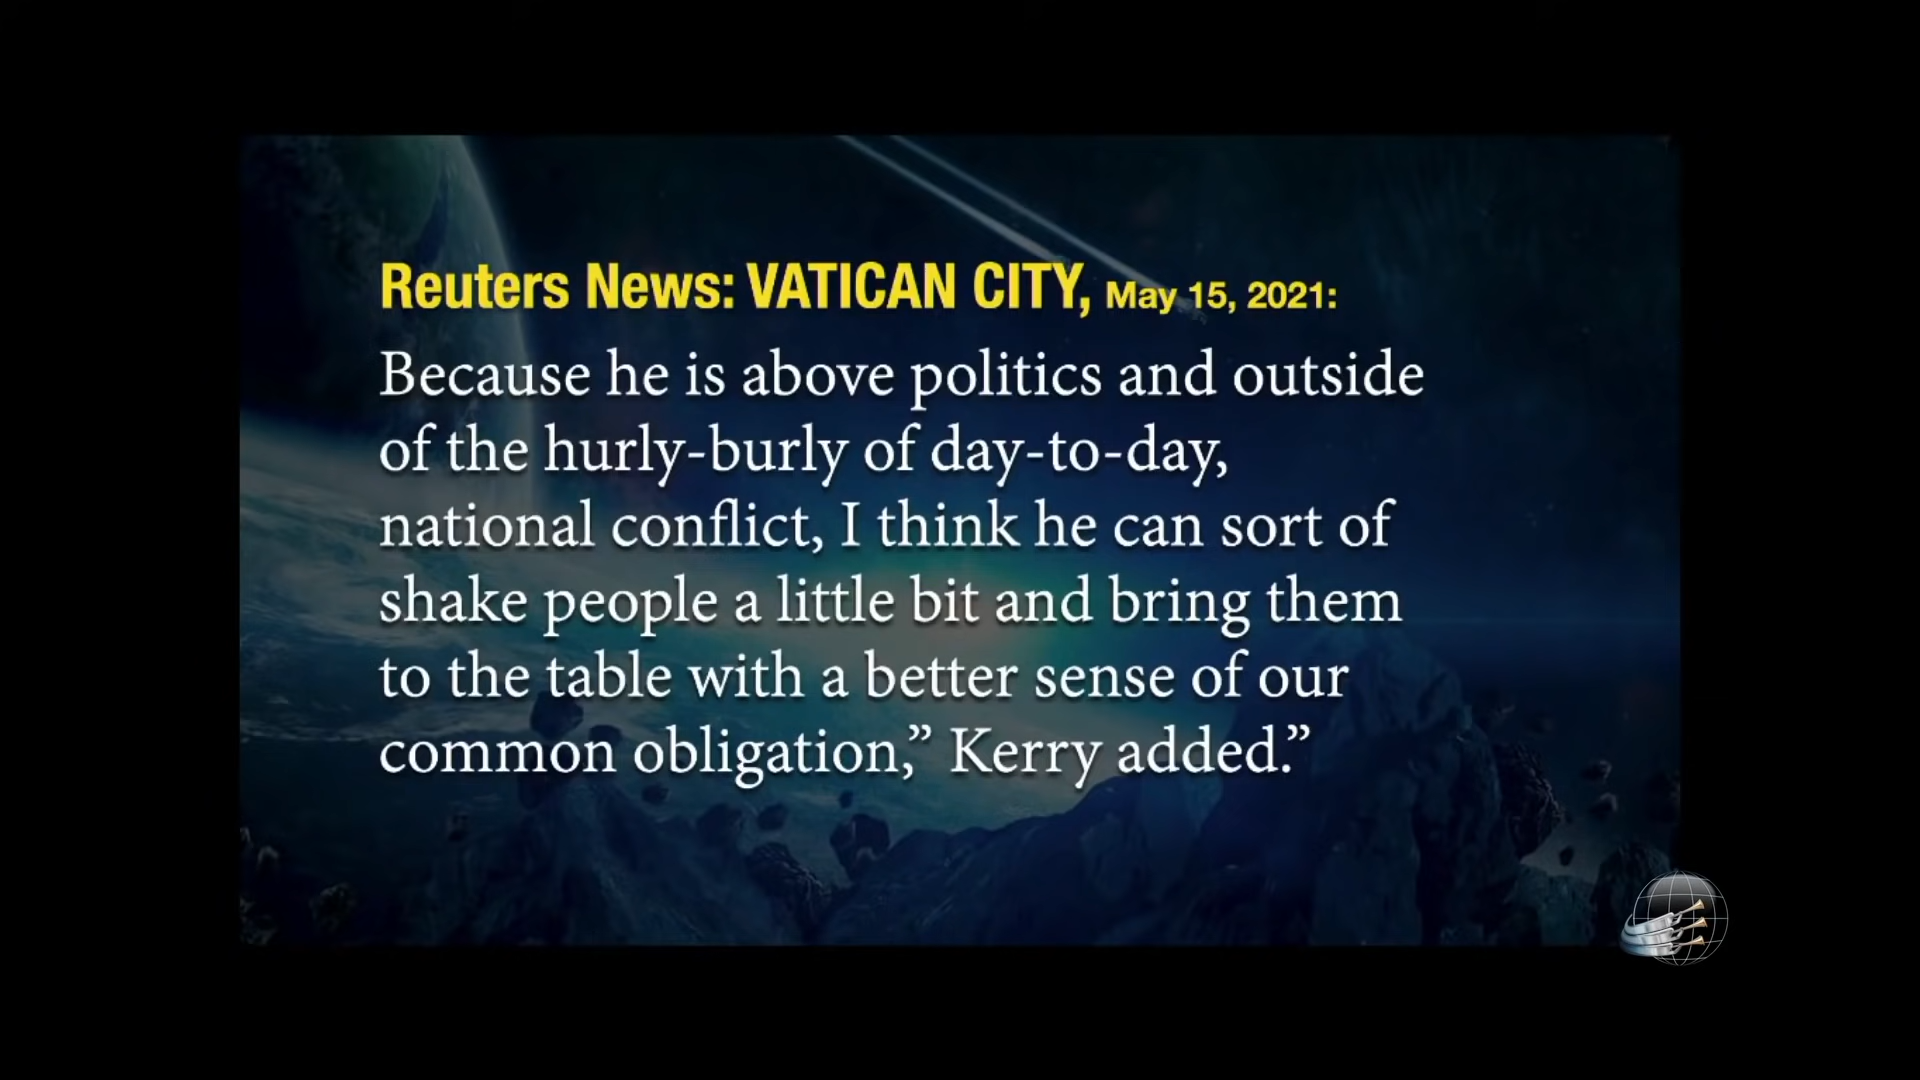 Reuters News: VATICAN CITY, May 15, 2021:
Because he is above politics and outside
of the hurly-burly of day-to-day,
national conflict, I think he can sort of
shake people a little bit and bring them
to the table with a better sense of our
common obligation,” Kerry added.”